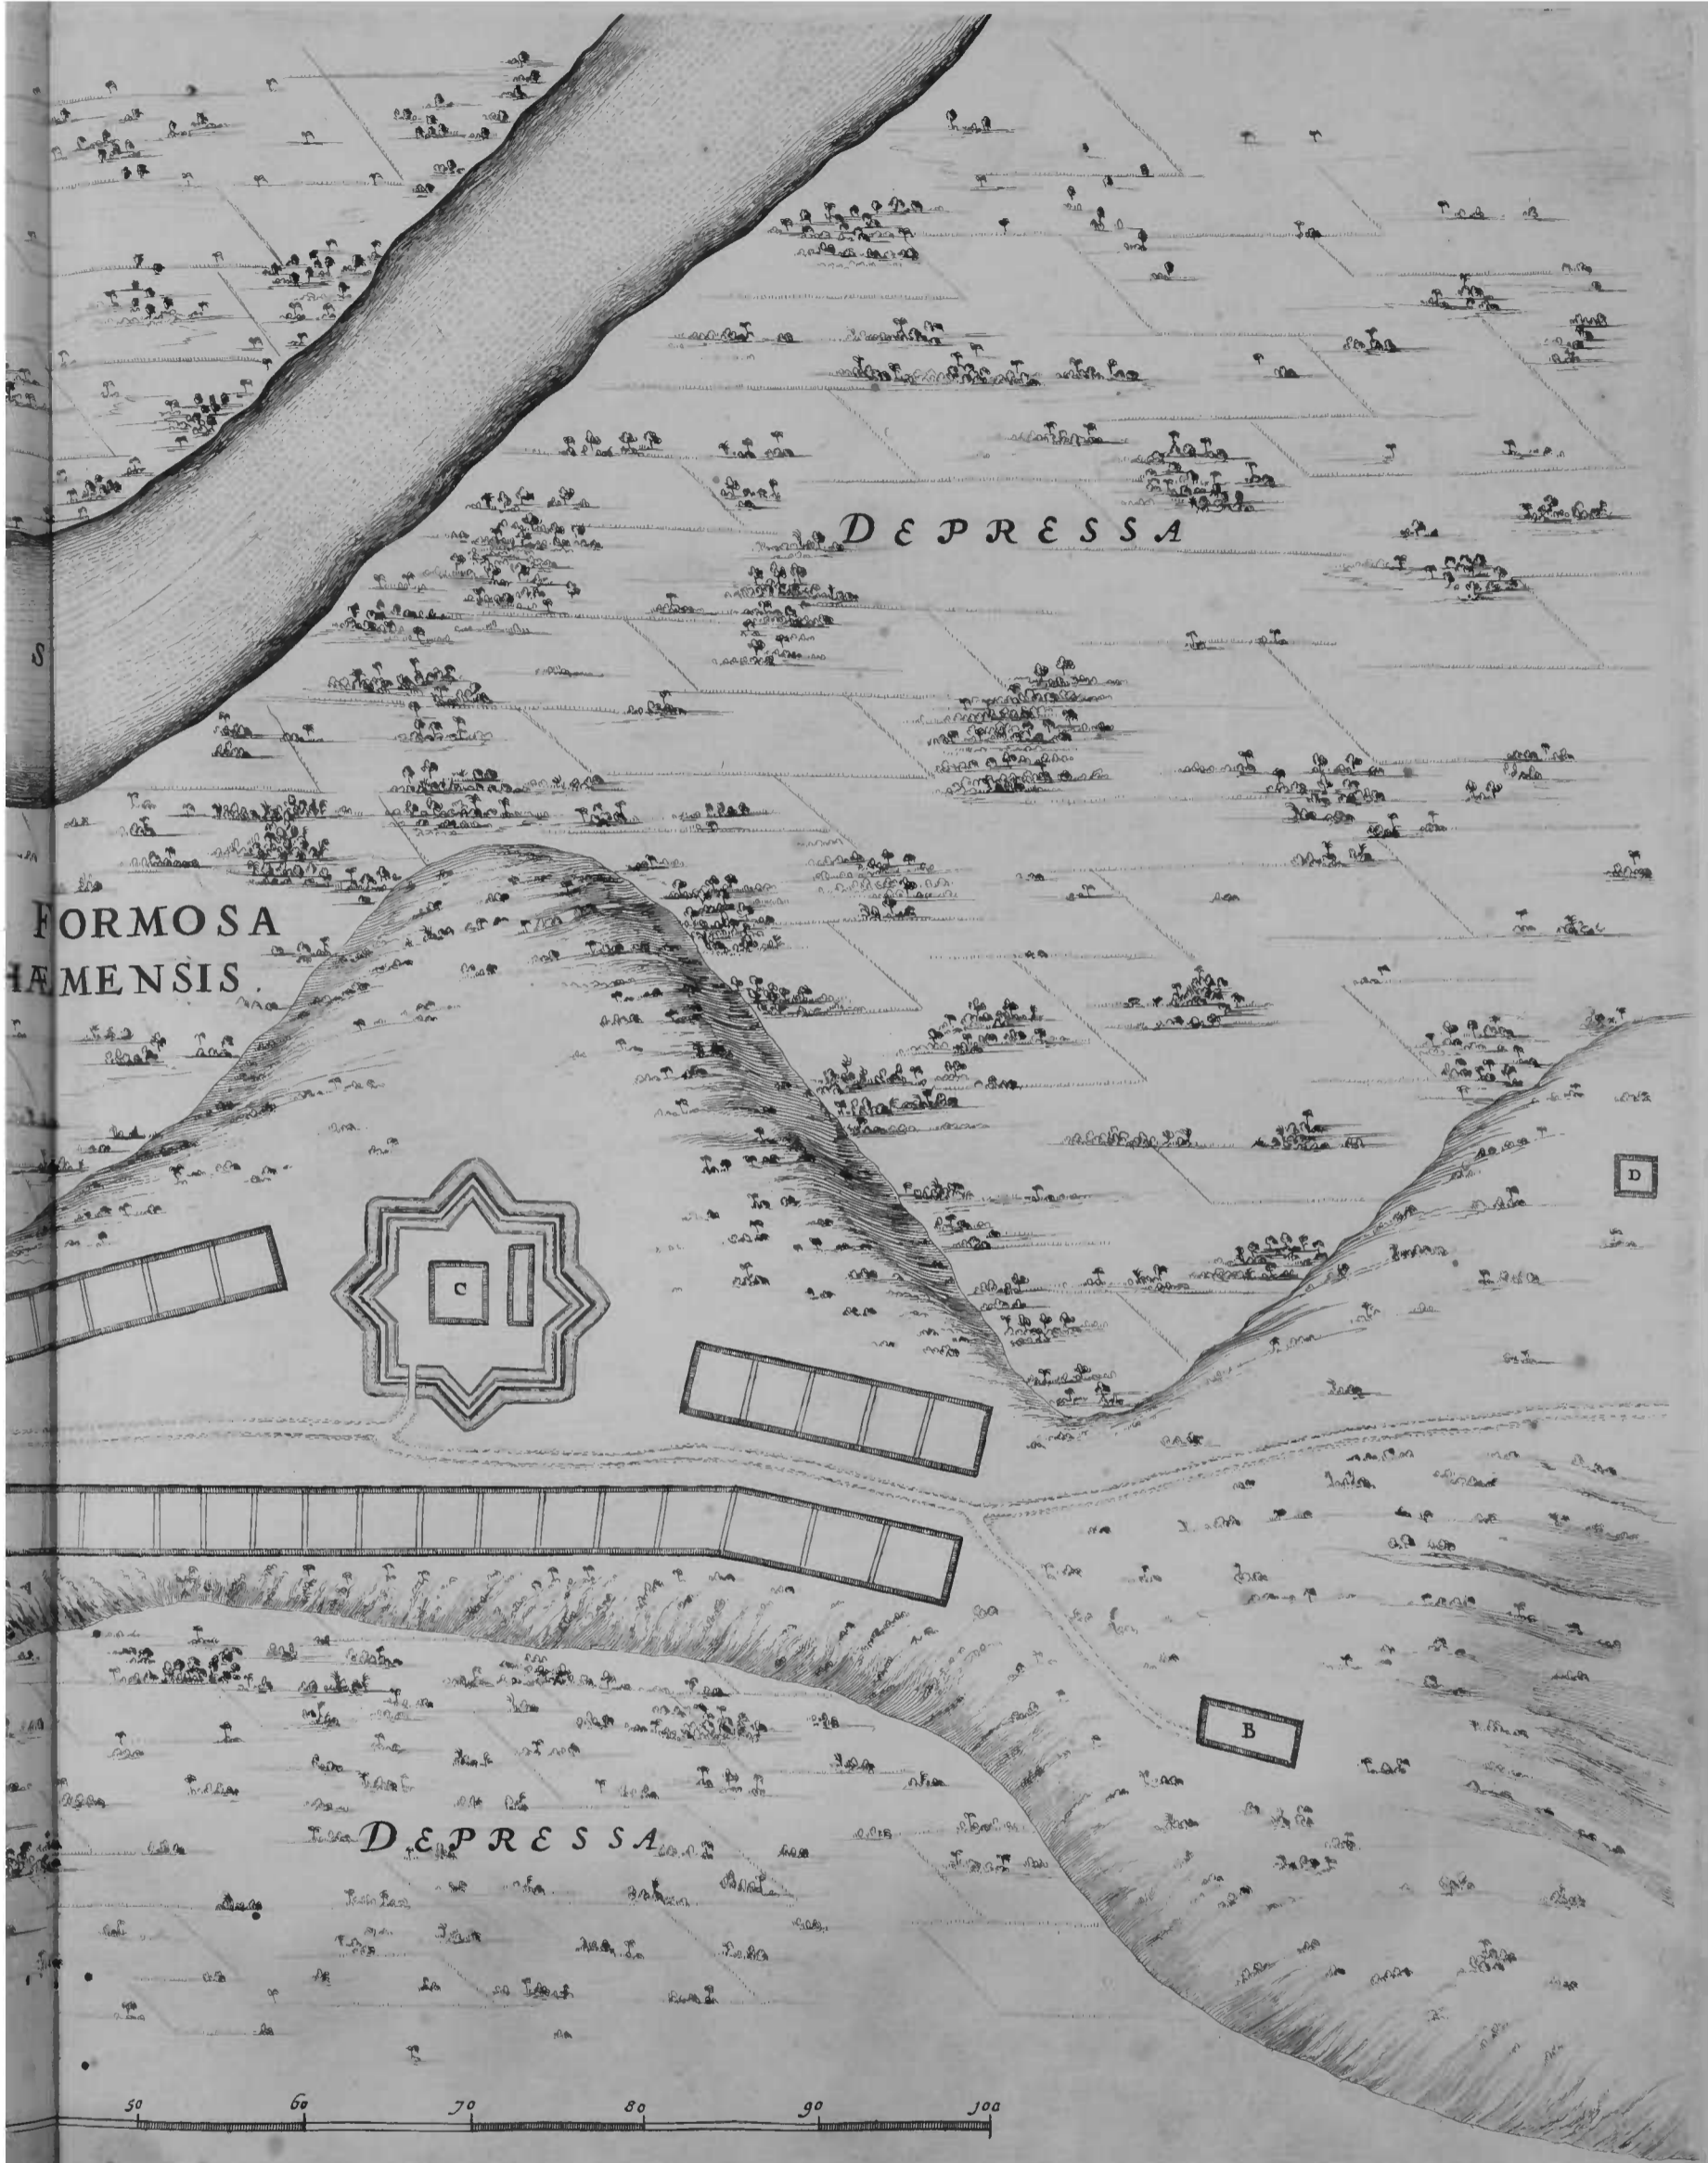 DEPRESSA
S
FORMOSA
HÆMENSIS.
D
C
B
DEPRESSA
50 60 70 80 90 100